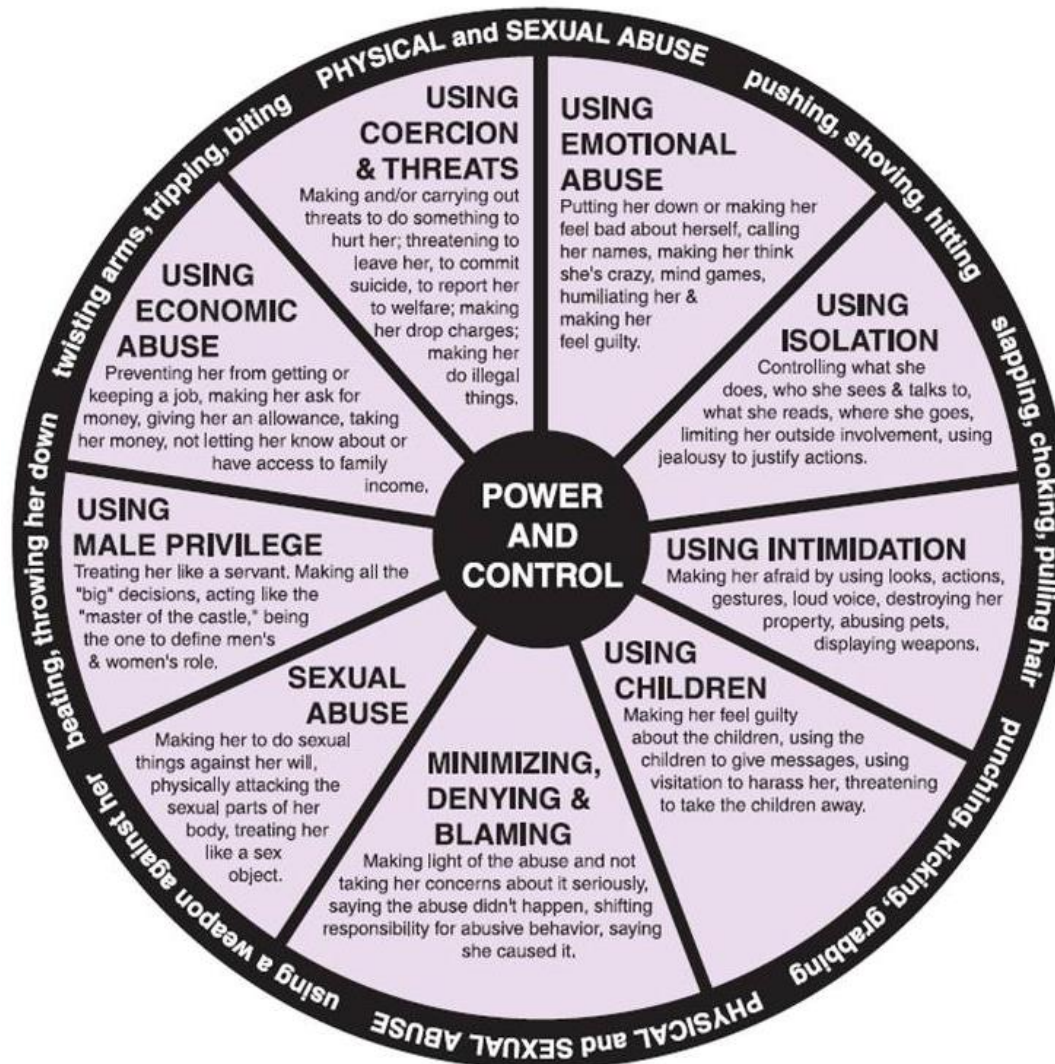 PHYSICAL and SEXUAL ABUSE
pushing, shoving, hitting
slapping, choking, pulling hair
punching, kicking, grabbing
PHYSICAL and SEXUAL ABUSE
using a weapon against her
beating, throwing her down
twisting arms, tripping, biting
USING
COERCION
& THREATS
Making and/or carrying out
threats to do something to
hurt her; threatening to
leave her, to commit
suicide, to report her
to welfare; making
her drop charges;
making her
do illegal
things.
USING
EMOTIONAL
ABUSE
Putting her down or making her
feel bad about herself, calling
her names, making her think
she's crazy, mind games,
humiliating her &
making her
feel guilty.
USING
ISOLATION
Controlling what she
does, who she sees & talks to,
what she reads, where she goes,
limiting her outside involvement, using
jealousy to justify actions.
USING INTIMIDATION
Making her afraid by using looks, actions,
gestures, loud voice, destroying her
property, abusing pets,
displaying weapons.
USING
CHILDREN
Making her feel guilty
about the children, using the
children to give messages, using
visitation to harass her, threatening
to take the children away.
MINIMIZING,
DENYING &
BLAMING
Making light of the abuse and not
taking her concerns about it seriously,
saying the abuse didn't happen, shifting
responsibility for abusive behavior, saying
she caused it.
SEXUAL
ABUSE
Making her to do sexual
things against her will,
physically attacking the
sexual parts of her
body, treating her
like a sex
object.
USING
MALE PRIVILEGE
Treating her like a servant. Making all the
"big" decisions, acting like the
"master of the castle," being
the one to define men's
& women's role.
USING
ECONOMIC
ABUSE
Preventing her from getting or
keeping a job, making her ask for
money, giving her an allowance, taking
her money, not letting her know about or
have access to family
income.
POWER
AND
CONTROL